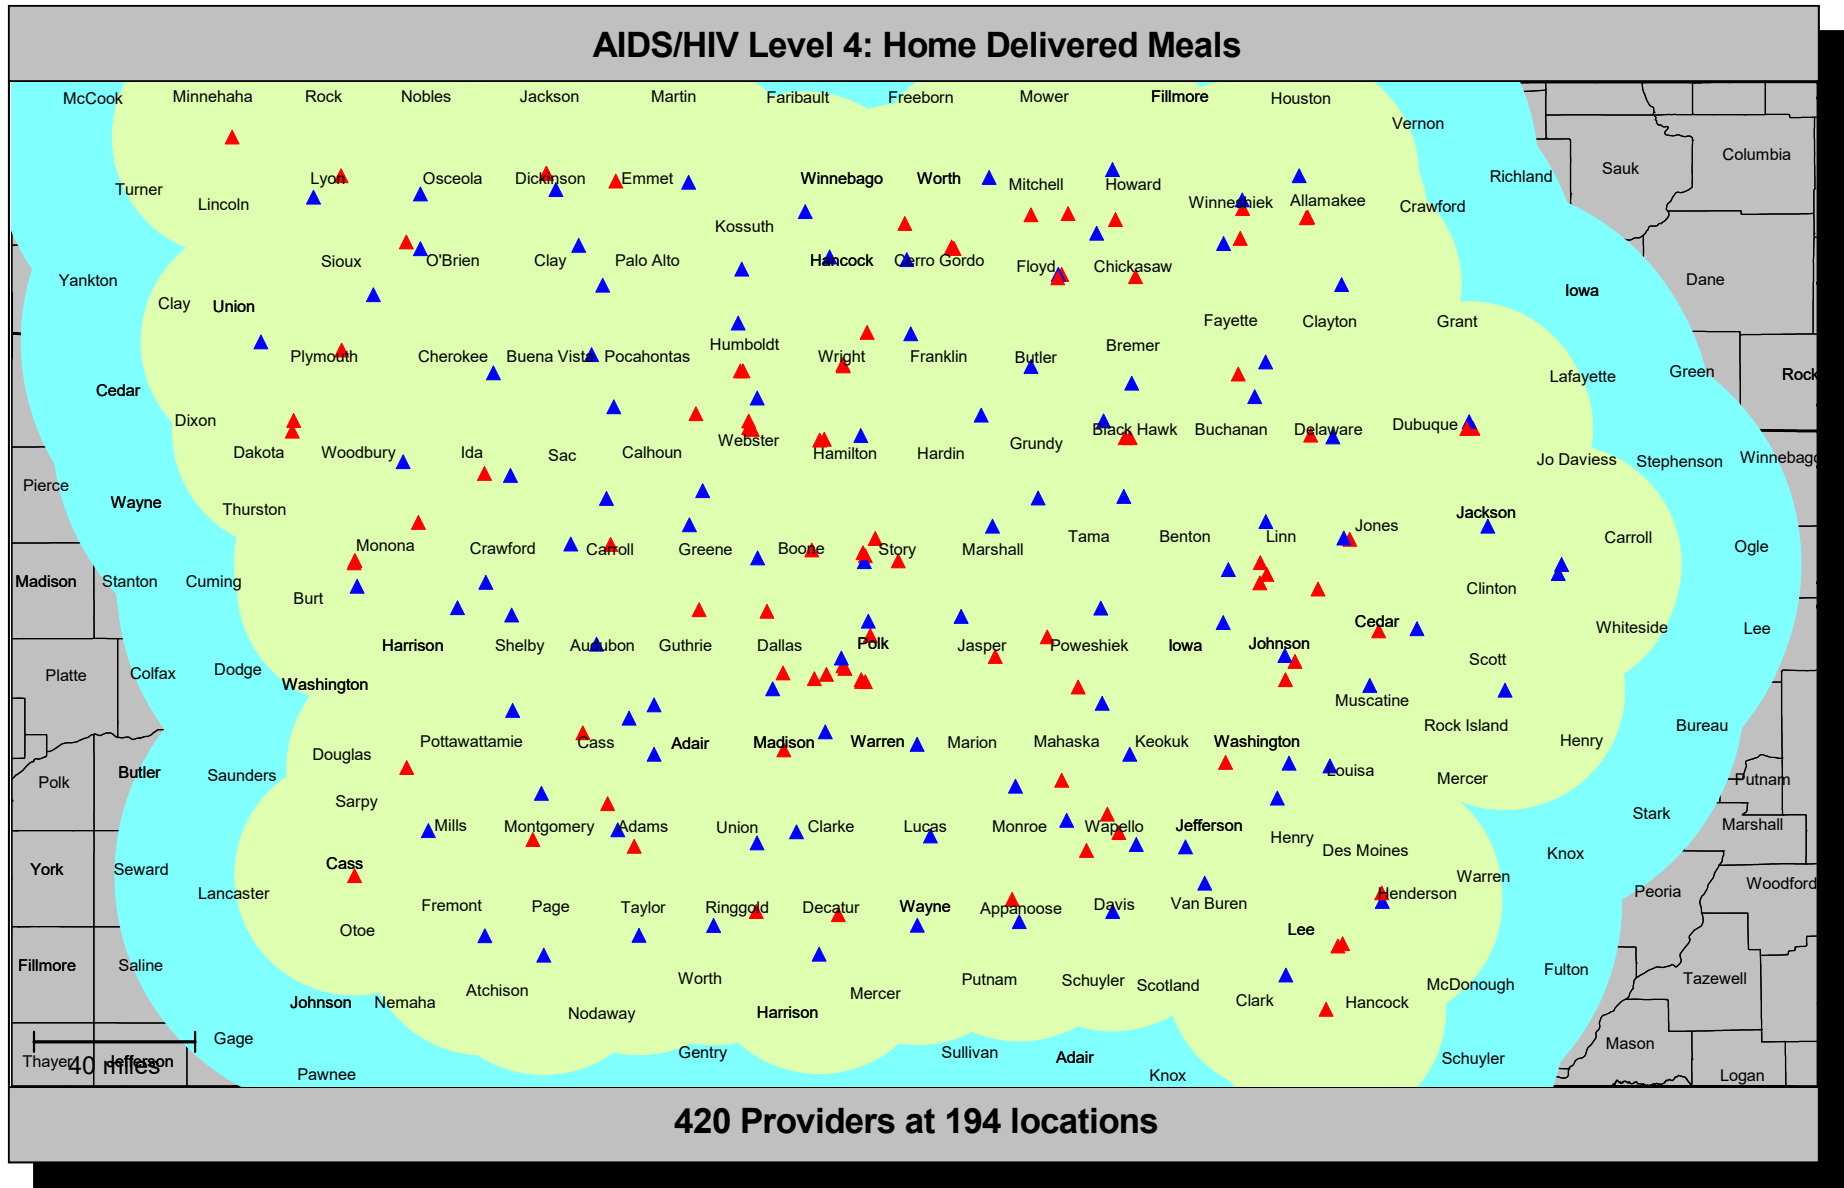 AIDS/HIV Level 4: Home Delivered Meals
McCook Minnehaha Rock Nobles Jackson Martin Faribault Freeborn Mower Fillmore Houston
Vernon
Columbia
Sauk
Turner Lincoln Lyon Osceola Dickinson Emmet Winnebago Worth Mitchell Howard Winneshiek Allamakee Crawford Richland
Kossuth
Yankton Sioux O'Brien Clay Palo Alto Hancock Cerro Gordo Floyd Chickasaw Iowa Dane
Clay Union
Fayette Clayton Grant
Plymouth Cherokee Buena Vista Pocahontas Humboldt Wright Franklin Butler Bremer
Cedar Lafayette Green Rock
Dixon Webster Black Hawk Buchanan Delaware Dubuque
Dakota Woodbury Ida Sac Calhoun Hamilton Hardin Grundy Jo Daviess Stephenson Winnebago
Pierce
Wayne Thurston Jackson
Monona Crawford Carroll Greene Boone Story Marshall Tama Benton Linn Jones Carroll Ogle
Madison Stanton Cuming Burt Clinton
Cedar Whiteside Lee
Harrison Shelby Audubon Guthrie Dallas Polk Jasper Poweshiek Iowa Johnson Scott
Platte Colfax Dodge Washington
Muscatine
Rock Island Bureau
Pottawattamie Cass Adair Madison Warren Marion Mahaska Keokuk Washington Henry
Douglas
Polk Butler Saunders Louisa Mercer Putnam
Sarpy Stark
Mills Montgomery Adams Union Clarke Lucas Monroe Wapello Jefferson Henry Marshall
Des Moines Knox
York Seward Cass Warren Woodford
Lancaster Henderson Peoria
Fremont Page Taylor Ringgold Decatur Wayne Appanoose Davis Van Buren
Otoe Lee
Fillmore Saline Fulton
Worth Putnam Schuyler Scotland McDonough Tazewell
Johnson Nemaha Atchison Mercer Clark Hancock
Nodaway Harrison
Gage Mason
Gentry Sullivan Adair Schuyler
Thayer Jefferson
40 miles
Pawnee Knox Logan
420 Providers at 194 locations